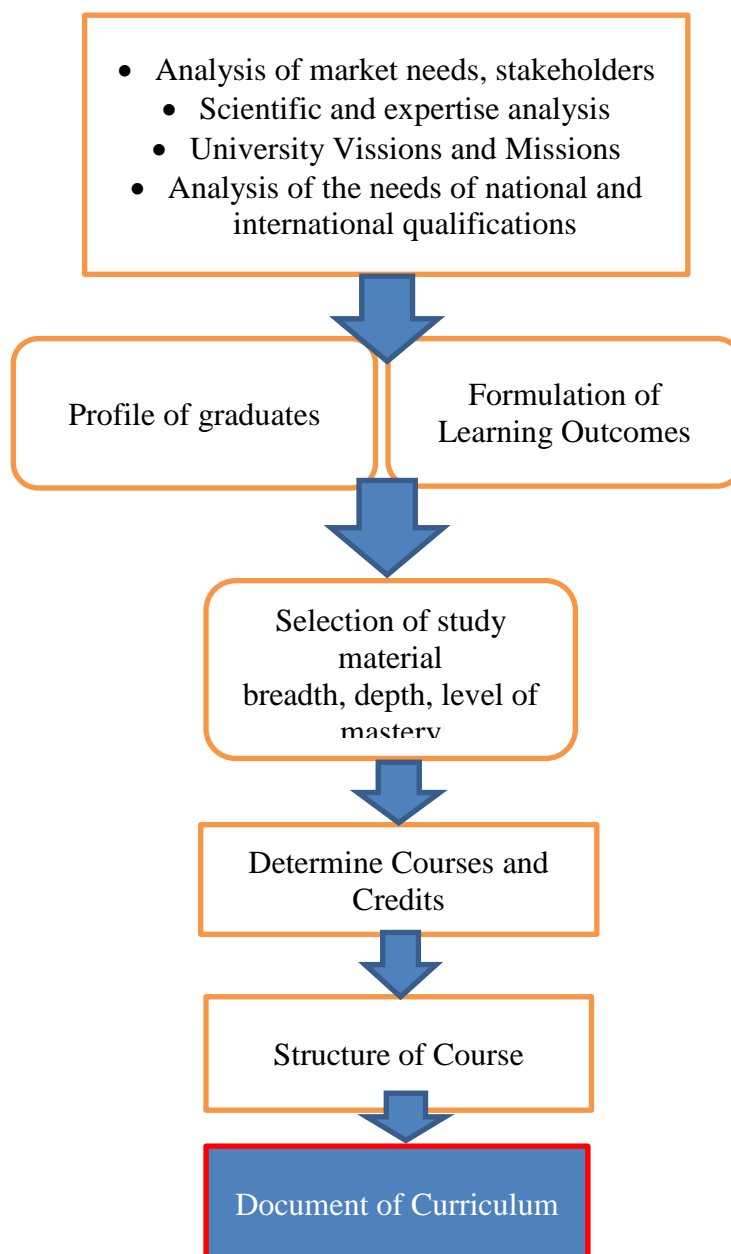 • Analysis of market needs, stakeholders
• Scientific and expertise analysis
• University Vissions and Missions
• Analysis of the needs of national and
international qualifications
Profile of graduates
Formulation of
Learning Outcomes
Selection of study
material
breadth, depth, level of
mastery
Determine Courses and
Credits
Structure of Course
Document of Curriculum